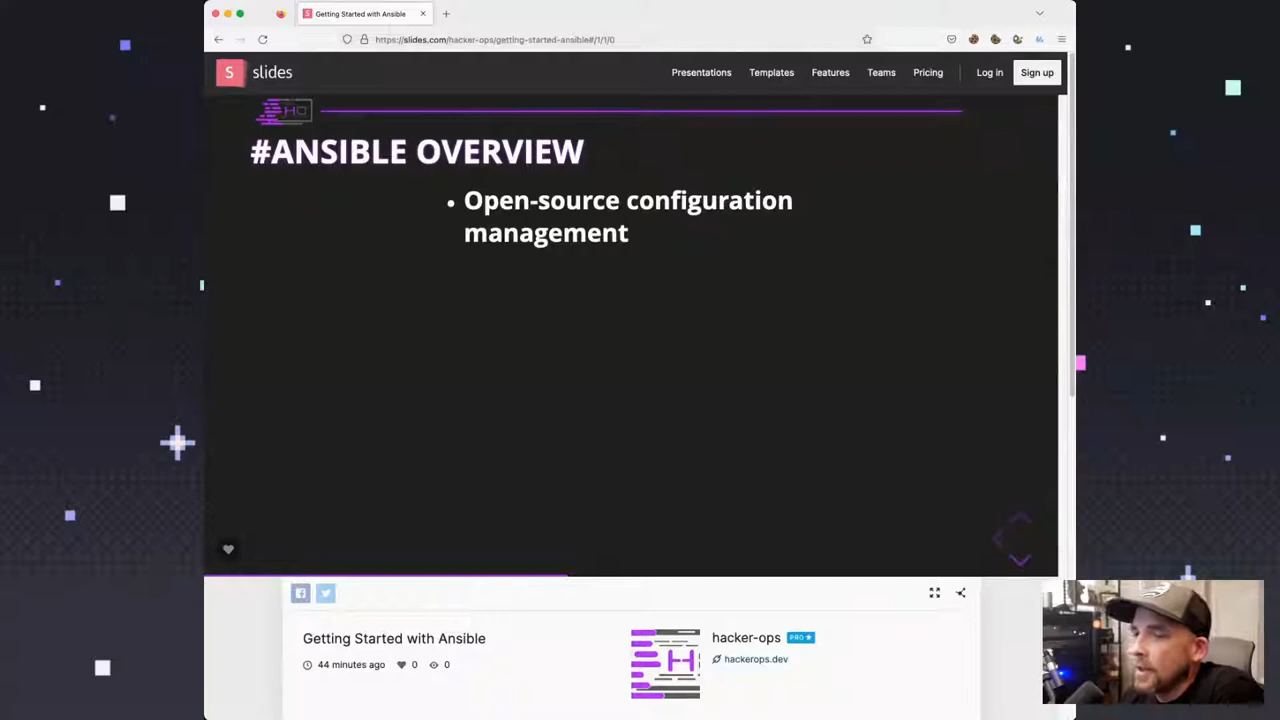 Getting Started with Ansible
https://slides.com/hacker-ops/getting-started-ansible#/1/1/0
S slides
Presentations Templates Features Teams Pricing Log in Sign up
HO
#ANSIBLE OVERVIEW
• Open-source configuration
management
Getting Started with Ansible
44 minutes ago 0 0
H
hacker-ops PRO
hackerops.dev